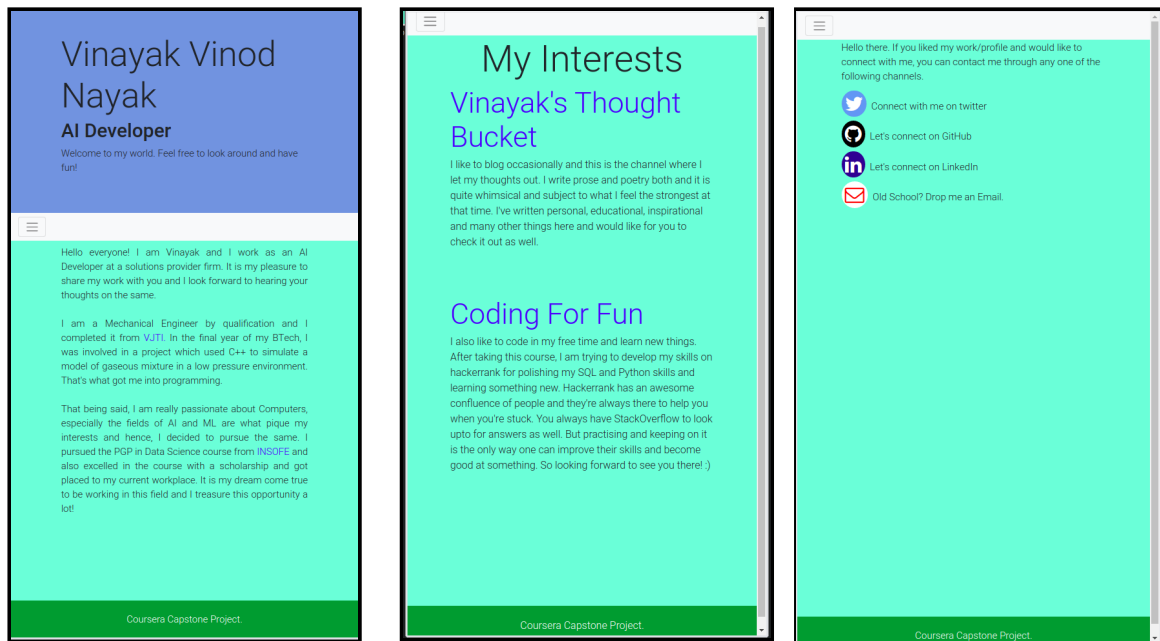 Vinayak Vinod
Nayak
AI Developer
Welcome to my world. Feel free to look around and have
fun!
Hello everyone! I am Vinayak and I work as an AI
Developer at a solutions provider firm. It is my pleasure to
share my work with you and I look forward to hearing your
thoughts on the same.
I am a Mechanical Engineer by qualification and I
completed it from VJTI. In the final year of my BTech, I
was involved in a project which used C++ to simulate a
model of gaseous mixture in a low pressure environment.
That's what got me into programming.
That being said, I am really passionate about Computers,
especially the fields of AI and ML are what pique my
interests and hence, I decided to pursue the same. I
pursued the PGP in Data Science course from INSOFE and
also excelled in the course with a scholarship and got
placed to my current workplace. It is my dream come true
to be working in this field and I treasure this opportunity a
lot!
Coursera Capstone Project.
My Interests
Vinayak's Thought
Bucket
I like to blog occasionally and this is the channel where I
let my thoughts out. I write prose and poetry both and it is
quite whimsical and subject to what I feel the strongest at
that time. I've written personal, educational, inspirational
and many other things here and would like for you to
check it out as well.
Coding For Fun
I also like to code in my free time and learn new things.
After taking this course, I am trying to develop my skills on
hackerrank for polishing my SQL and Python skills and
learning something new. Hackerrank has an awesome
confluence of people and they're always there to help you
when you're stuck. You always have StackOverflow to look
upto for answers as well. But practising and keeping on it
is the only way one can improve their skills and become
good at something. So looking forward to see you there! :)
Coursera Capstone Project.
Hello there. If you liked my work/profile and would like to
connect with me, you can contact me through any one of the
following channels.
Connect with me on twitter
Let's connect on GitHub
in Let's connect on LinkedIn
Old School? Drop me an Email.
Coursera Capstone Project.